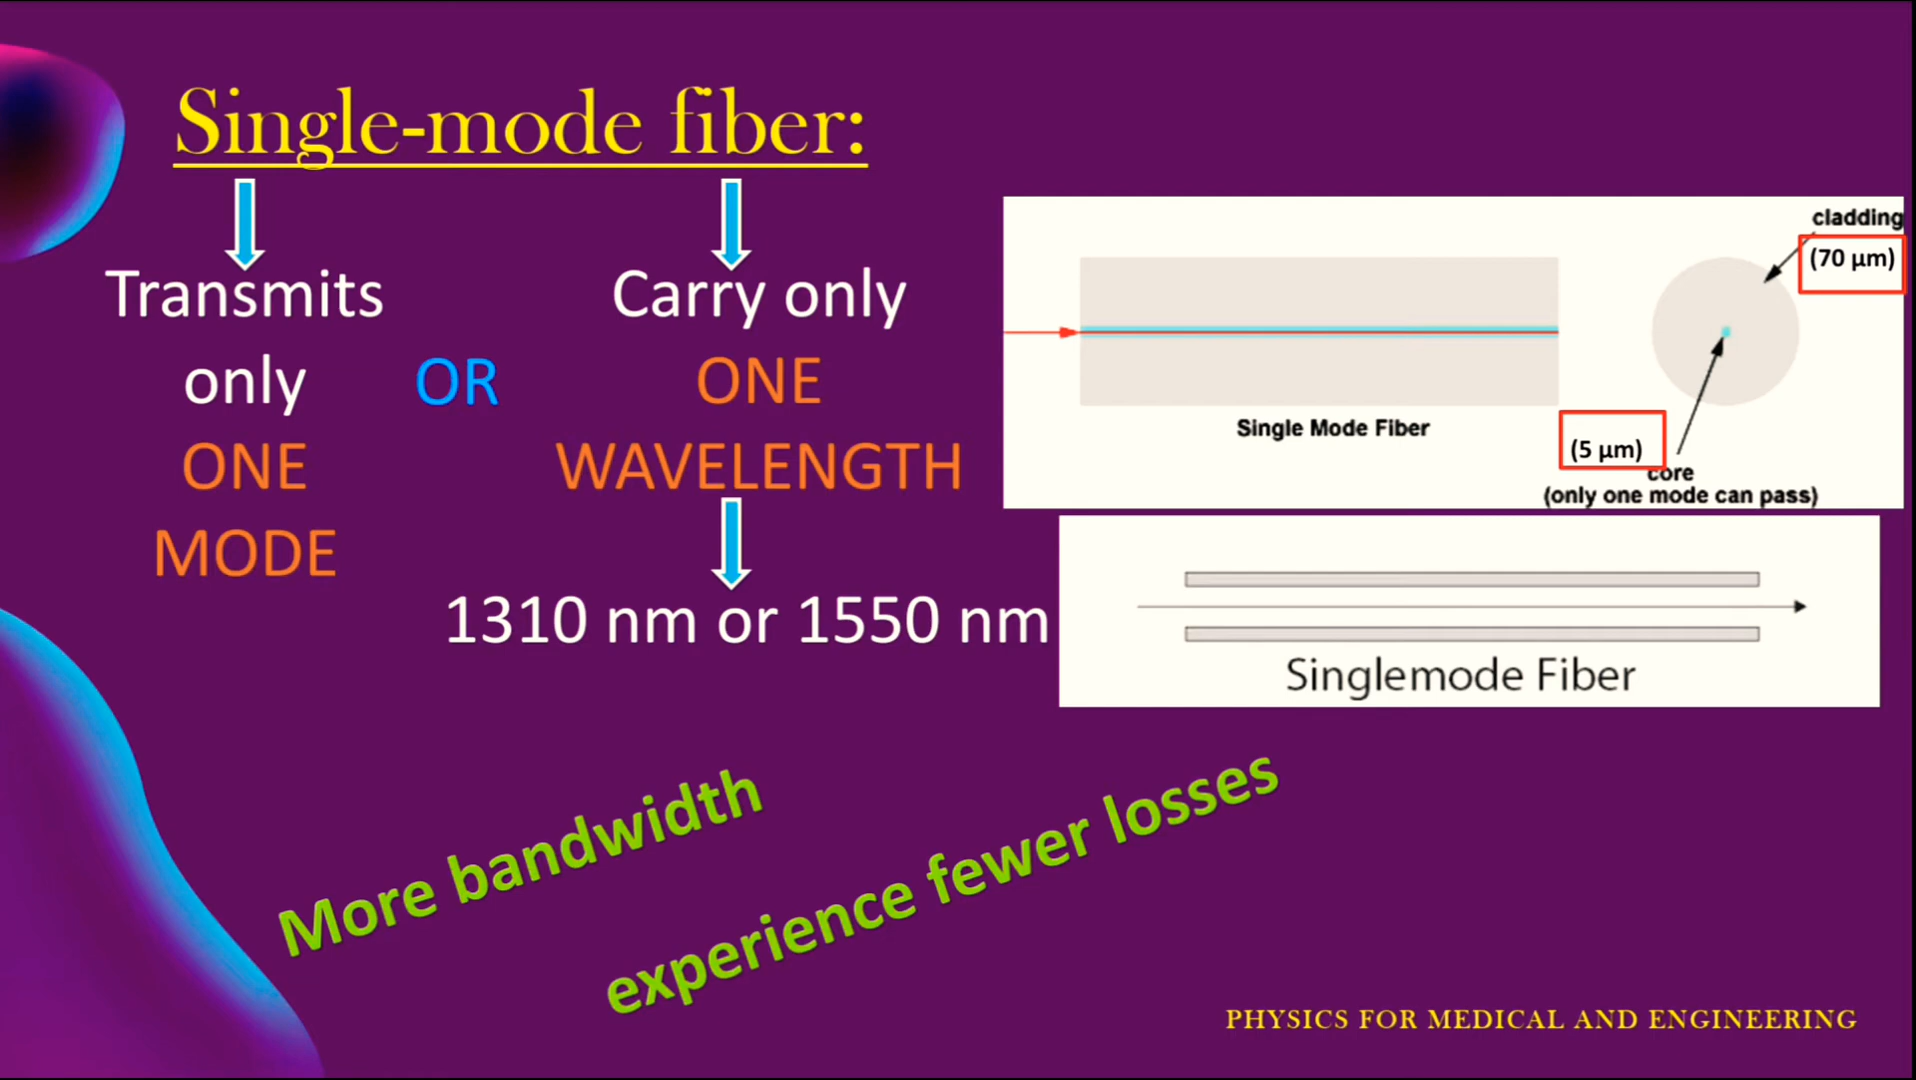 Single-mode fiber:
Transmits
only
ONE
MODE
OR
Carry only
ONE
WAVELENGTH
1310 nm or 1550 nm
cladding
(70 µm)
Single Mode Fiber
(5 µm)
core
(only one mode can pass)
Singlemode Fiber
More bandwidth
experience fewer losses
PHYSICS FOR MEDICAL AND ENGINEERING